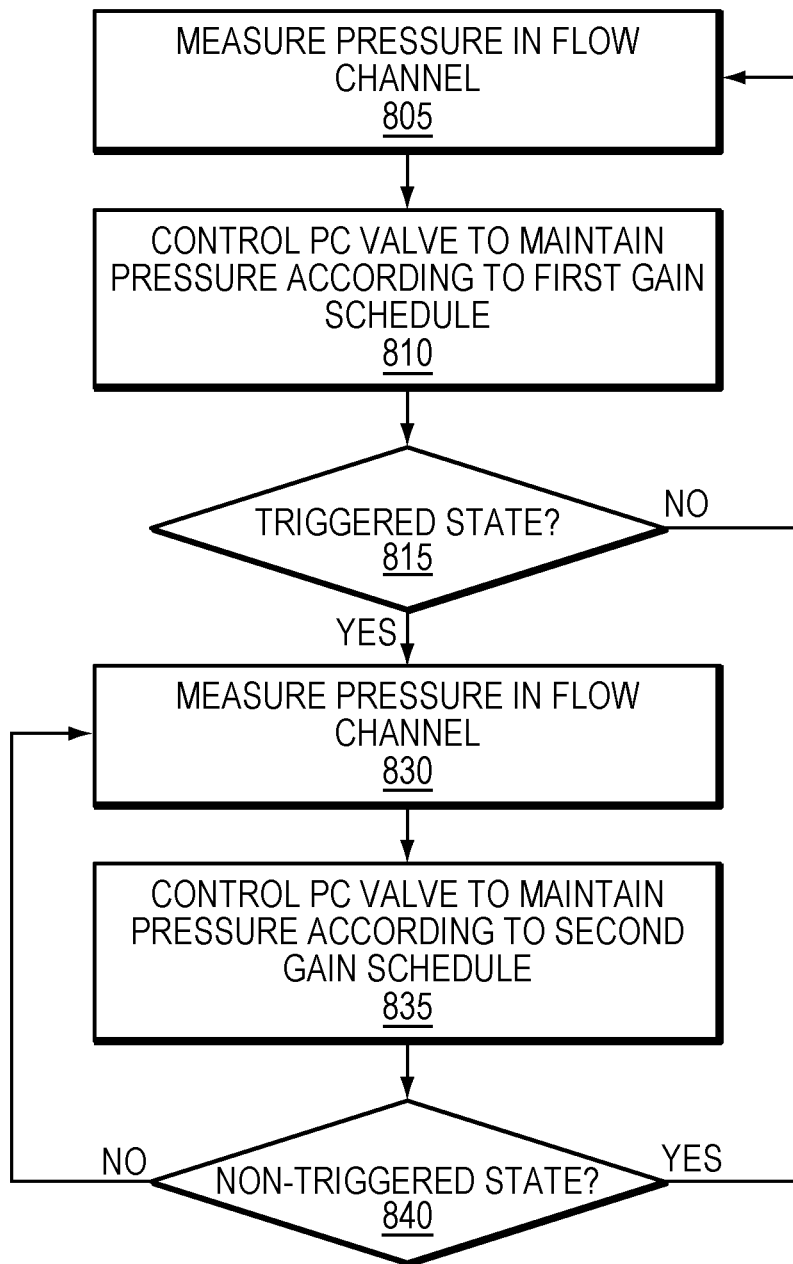 MEASURE PRESSURE IN FLOW
CHANNEL
805
CONTROL PC VALVE TO MAINTAIN
PRESSURE ACCORDING TO FIRST GAIN
SCHEDULE
810
TRIGGERED STATE?
815
NO
YES
MEASURE PRESSURE IN FLOW
CHANNEL
830
CONTROL PC VALVE TO MAINTAIN
PRESSURE ACCORDING TO SECOND
GAIN SCHEDULE
835
NO
NON-TRIGGERED STATE?
840
YES